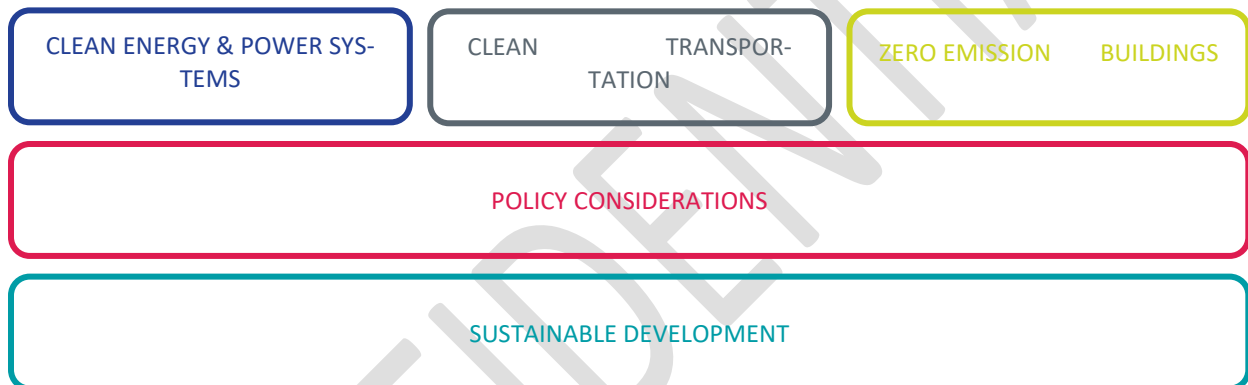 CLEAN ENERGY & POWER SYS-
TEMS
CLEAN TRANSPOR-
TATION
ZERO EMISSION BUILDINGS
POLICY CONSIDERATIONS
SUSTAINABLE DEVELOPMENT